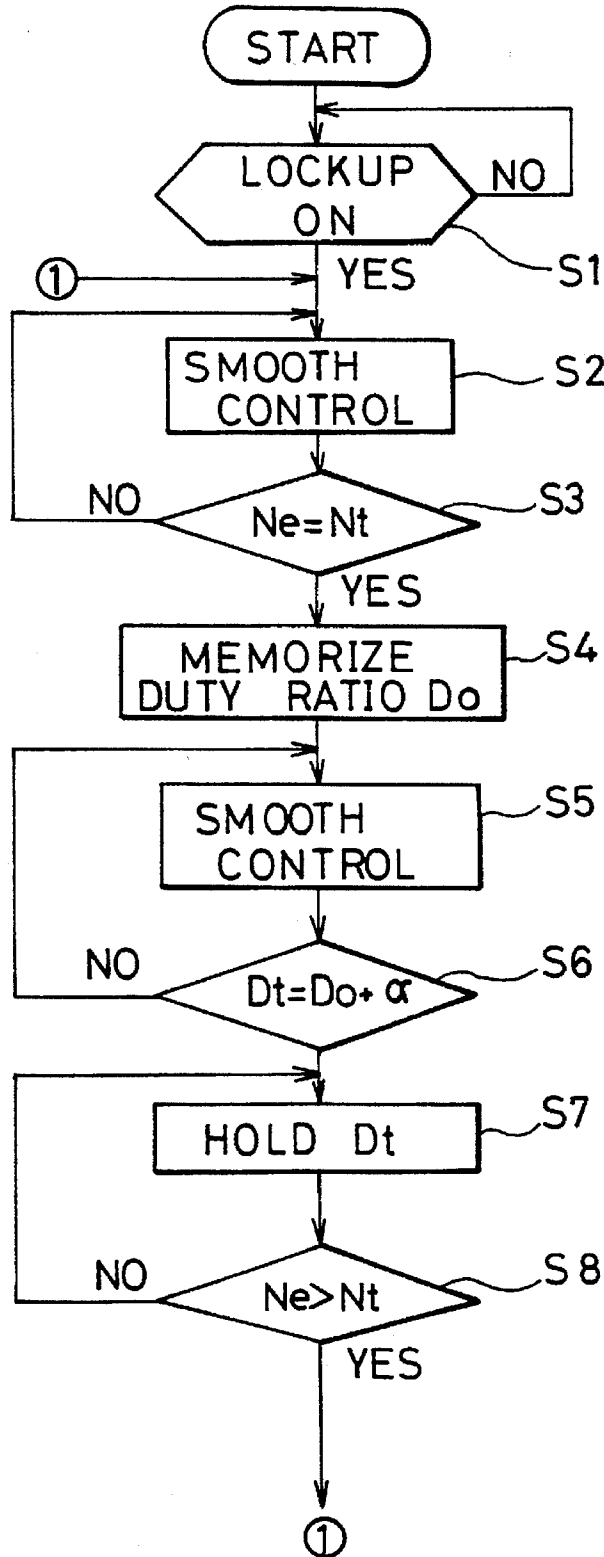 START
LOCKUP
ON
NO
S1
①
YES
SMOOTH
CONTROL
S2
NO
Ne=Nt
S3
YES
MEMORIZE
DUTY RATIO Do
S4
SMOOTH
CONTROL
S5
NO
Dt=Do+α
S6
HOLD Dt
S7
NO
Ne>Nt
S8
YES
①